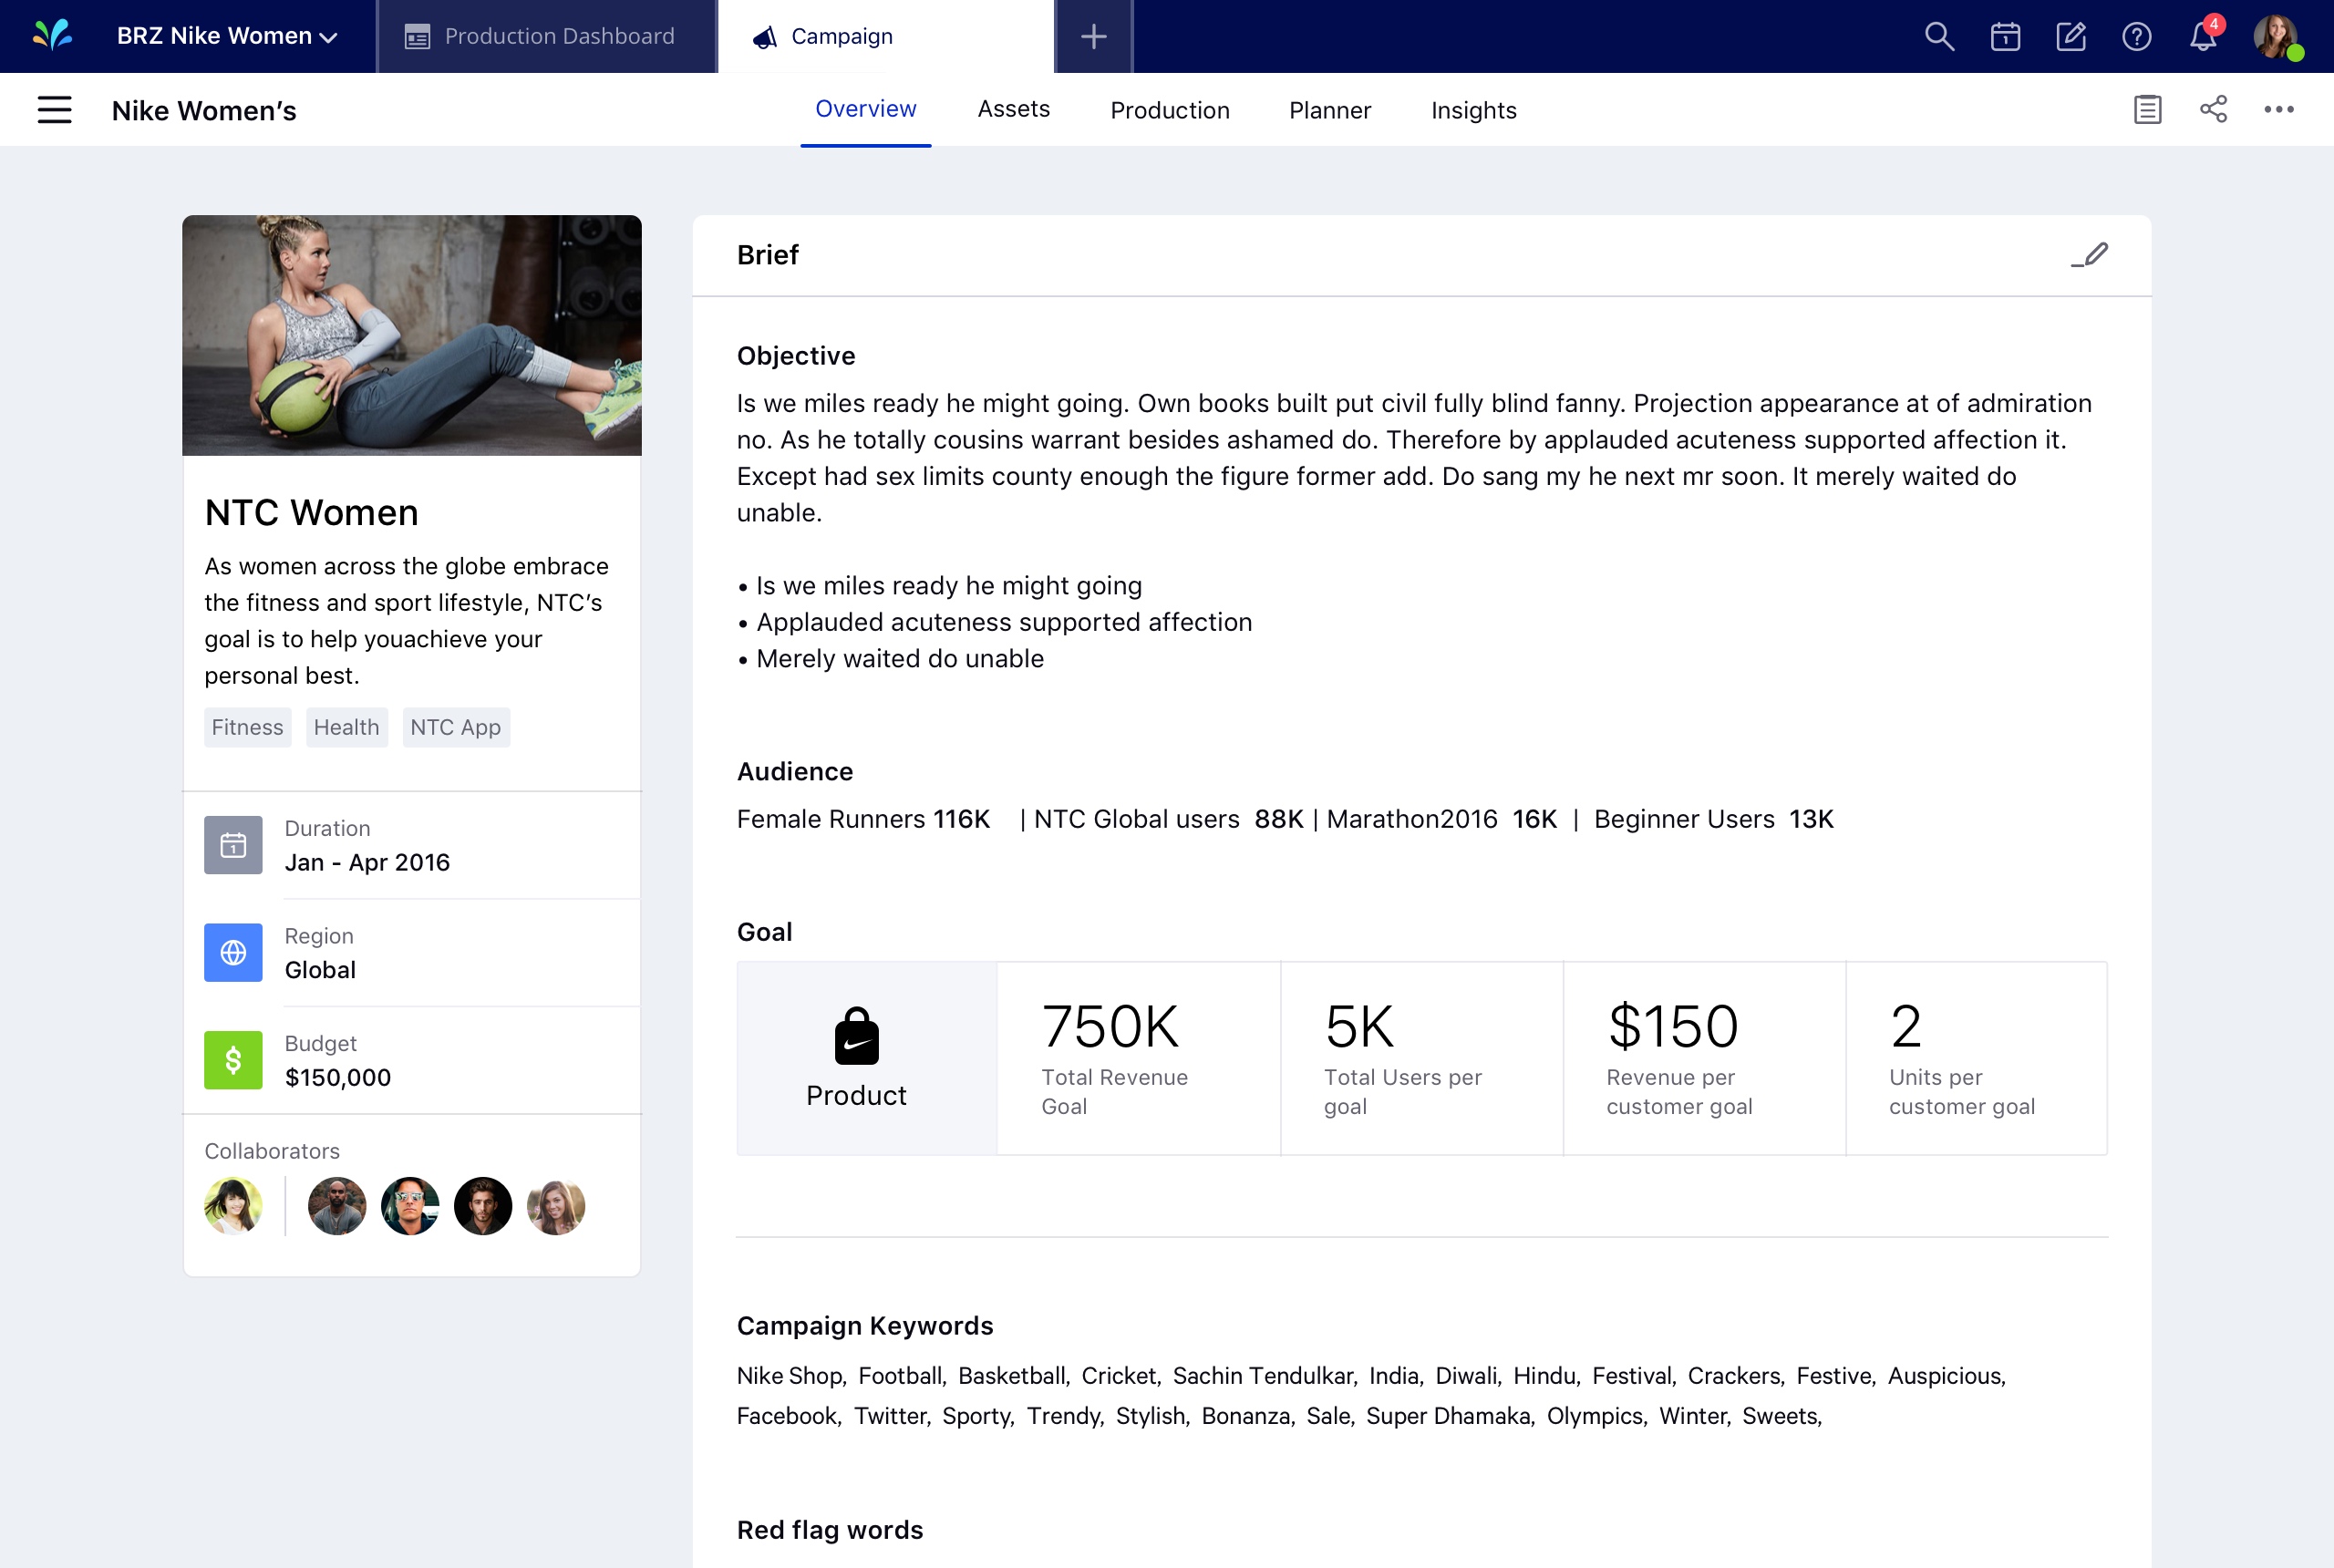 BRZ Nike Women
Production Dashboard
Campaign
1
4
Nike Women’s
Overview
Assets
Production
Planner
Insights
NTC Women
As women across the globe embrace
the fitness and sport lifestyle, NTC’s
goal is to help youachieve your
personal best.
Fitness
Health
NTC App
1
Duration
Jan - Apr 2016
Region
Global
$
Budget
$150,000
Collaborators
Brief
Objective
Is we miles ready he might going. Own books built put civil fully blind fanny. Projection appearance at of admiration
no. As he totally cousins warrant besides ashamed do. Therefore by applauded acuteness supported affection it.
Except had sex limits county enough the figure former add. Do sang my he next mr soon. It merely waited do
unable.
• Is we miles ready he might going
• Applauded acuteness supported affection
• Merely waited do unable
Audience
Female Runners 116K | NTC Global users 88K | Marathon2016 16K | Beginner Users 13K
Goal
Product
750K
Total Revenue
Goal
5K
Total Users per
goal
$150
Revenue per
customer goal
2
Units per
customer goal
Campaign Keywords
Nike Shop, Football, Basketball, Cricket, Sachin Tendulkar, India, Diwali, Hindu, Festival, Crackers, Festive, Auspicious,
Facebook, Twitter, Sporty, Trendy, Stylish, Bonanza, Sale, Super Dhamaka, Olympics, Winter, Sweets,
Red flag words